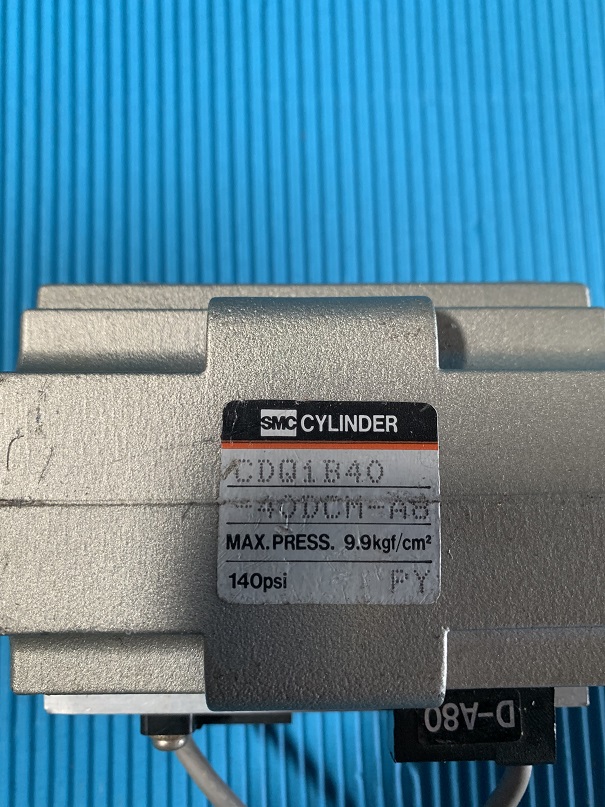 SMC CYLINDER
CDQ1B40
-40DCM-A8
MAX.PRESS. 9.9kgf/cm²
140psi PY
D-A80